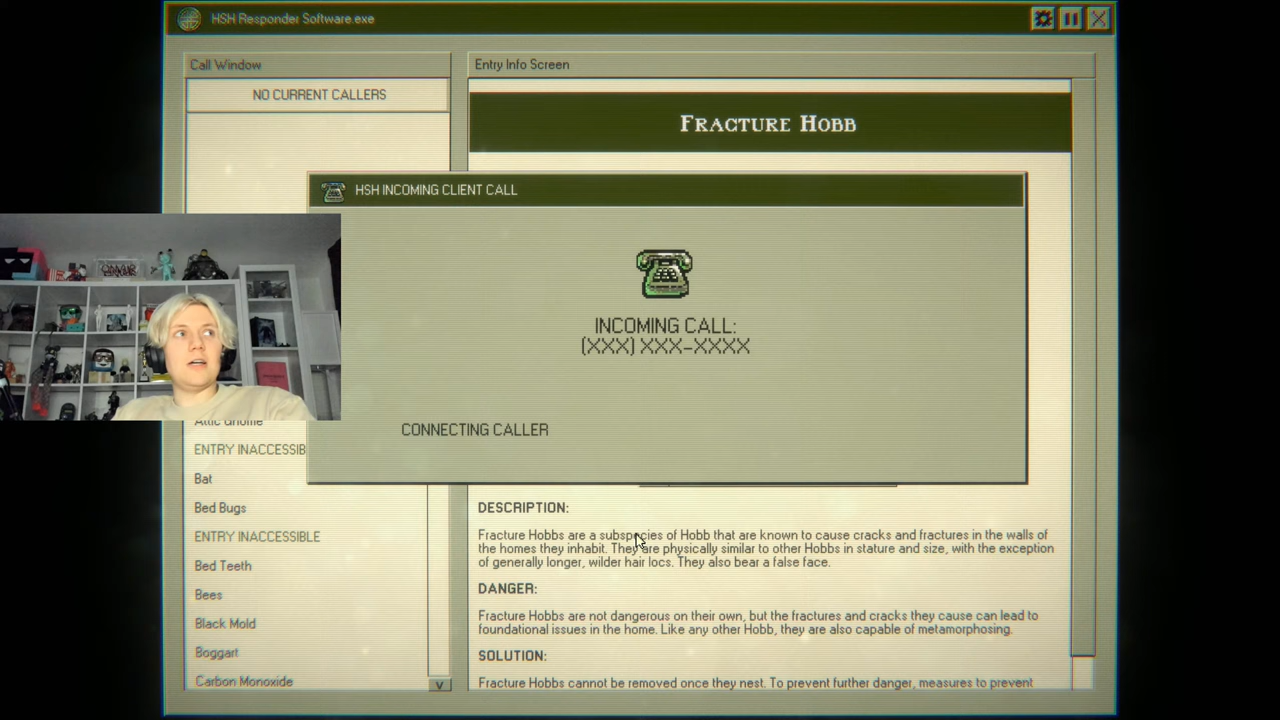 HSH Responder Software.exe
Call Window
Entry Info Screen
NO CURRENT CALLERS
FRACTURE HOBB
HSH INCOMING CLIENT CALL
INCOMING CALL:
(XXX) XXX-XXXX
CONNECTING CALLER
Attic Gnome
ENTRY INACCESSIB
Bat
Bed Bugs
ENTRY INACCESSIBLE
Bed Teeth
Bees
Black Mold
Boggart
Carbon Monoxide
V
DESCRIPTION:
Fracture Hobbs are a subspecies of Hobb that are known to cause cracks and fractures in the walls of
the homes they inhabit. They are physically similar to other Hobbs in stature and size, with the exception
of generally longer, wilder hair locs. They also bear a false face.
DANGER:
Fracture Hobbs are not dangerous on their own, but the fractures and cracks they cause can lead to
foundational issues in the home. Like any other Hobb, they are also capable of metamorphosing.
SOLUTION:
Fracture Hobbs cannot be removed once they nest. To prevent further danger, measures to prevent